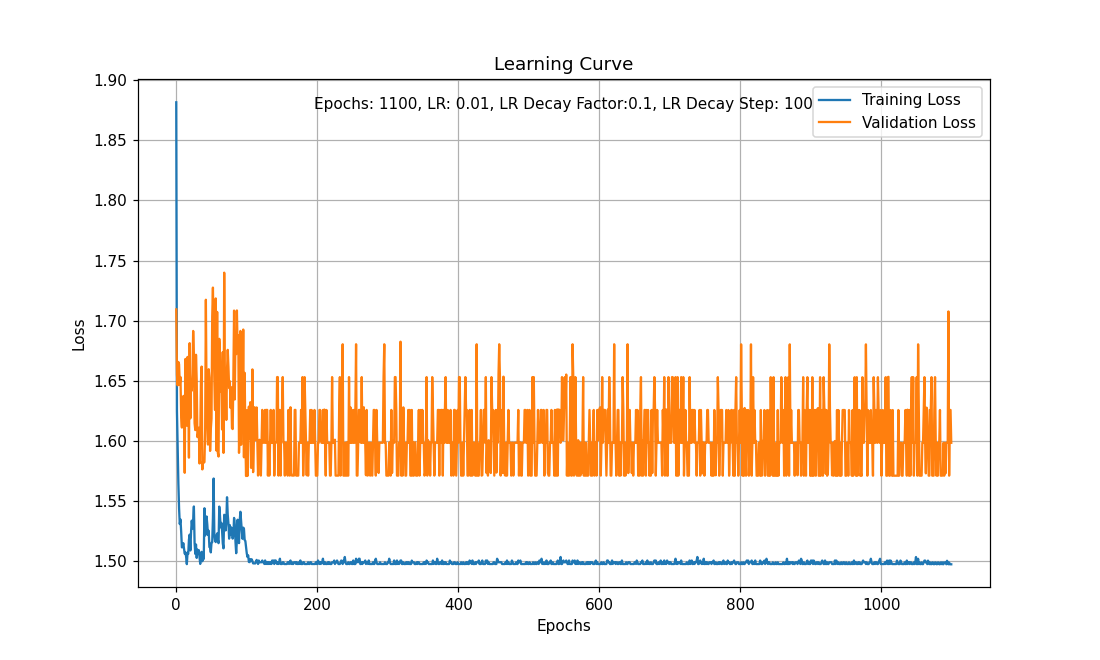 Learning Curve
Epochs: 1100, LR: 0.01, LR Decay Factor:0.1, LR Decay Step: 100
Training Loss
Validation Loss
1.90
1.85
1.80
1.75
1.70
1.65
1.60
1.55
1.50
Loss
0 200 400 600 800 1000
Epochs